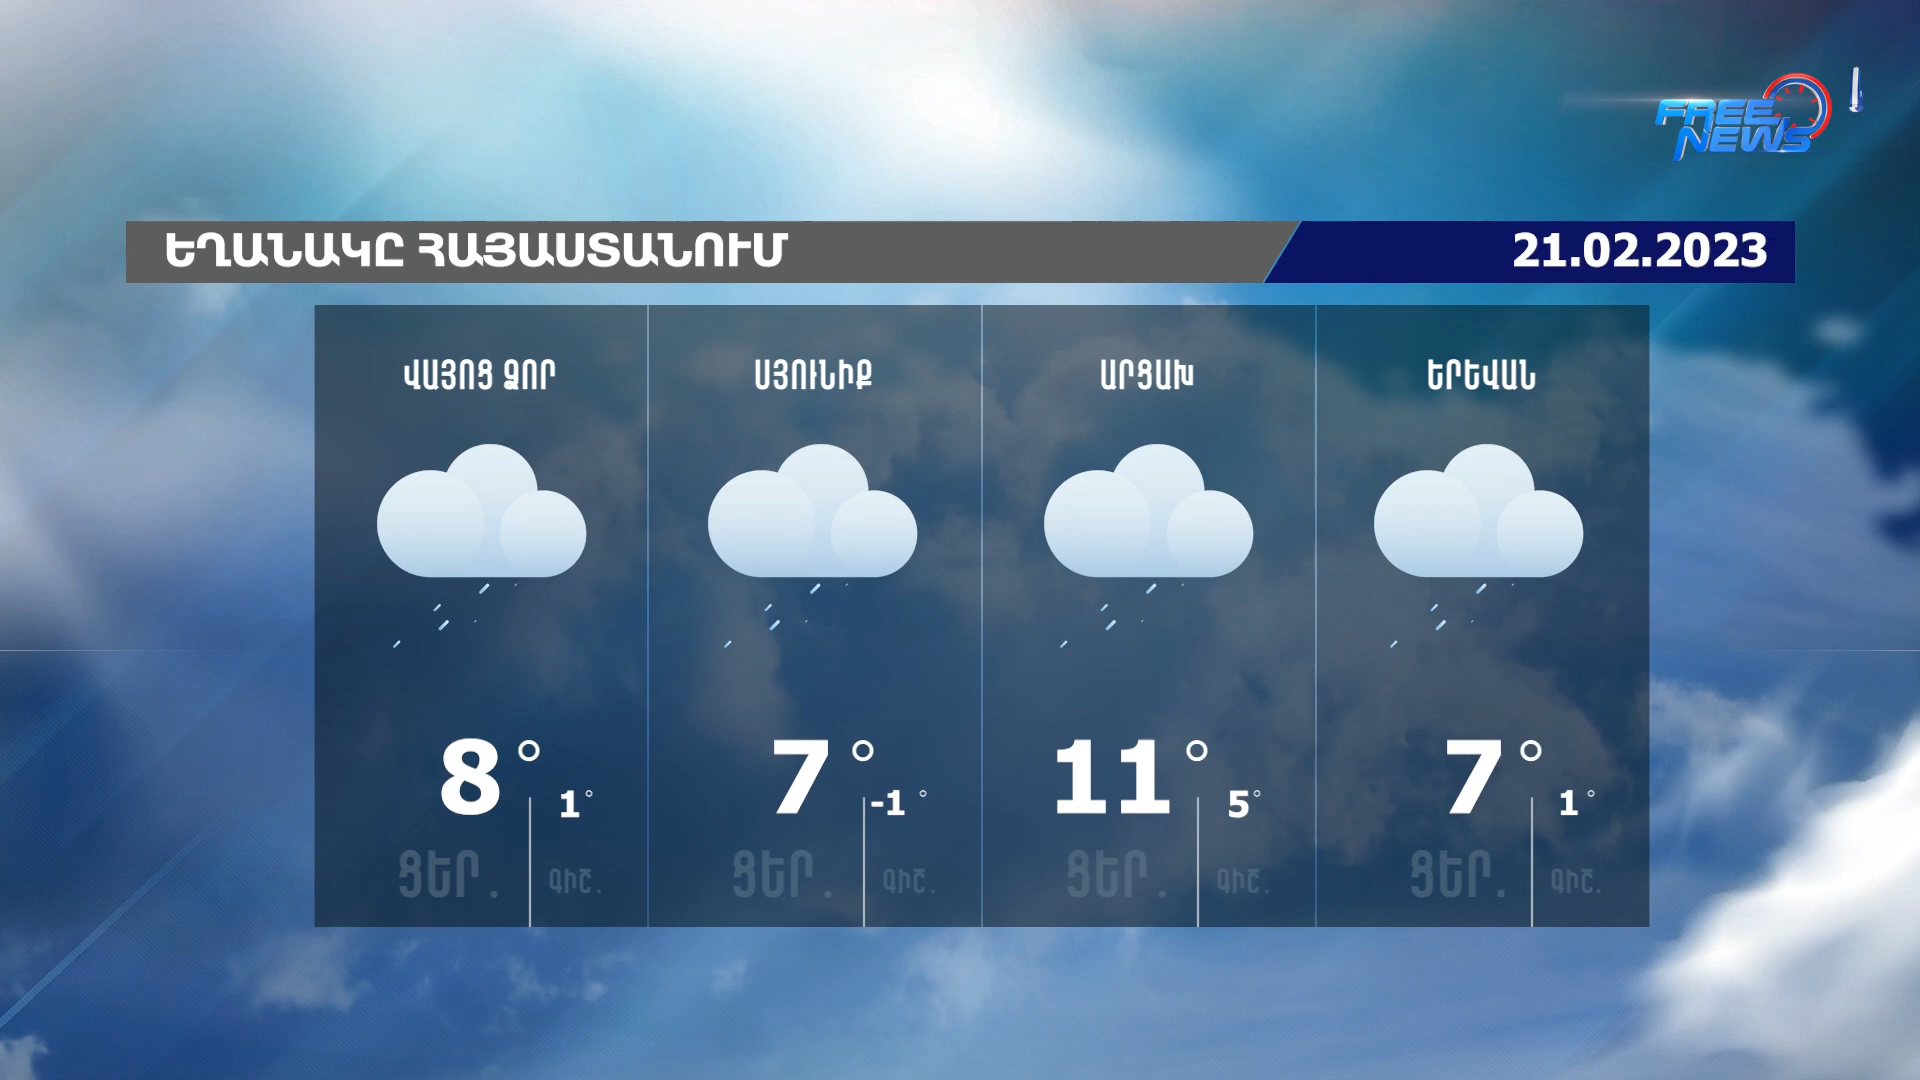 FREE
NEWS
ԵՂԱՆԱԿԸ ՀԱՅԱՍՏԱՆՈՒՄ
21.02.2023
ՎԱՅՈՑ ՁՈՐ
ՍՅՈՒՆԻՔ
ԱՐՑԱԽ
ԵՐԵՎԱՆ
8° 1°
7° -1°
11° 5°
7° 1°
ՑԵՐ. ԳԻՇ.
ՑԵՐ. ԳԻՇ.
ՑԵՐ. ԳԻՇ.
ՑԵՐ. ԳԻՇ.